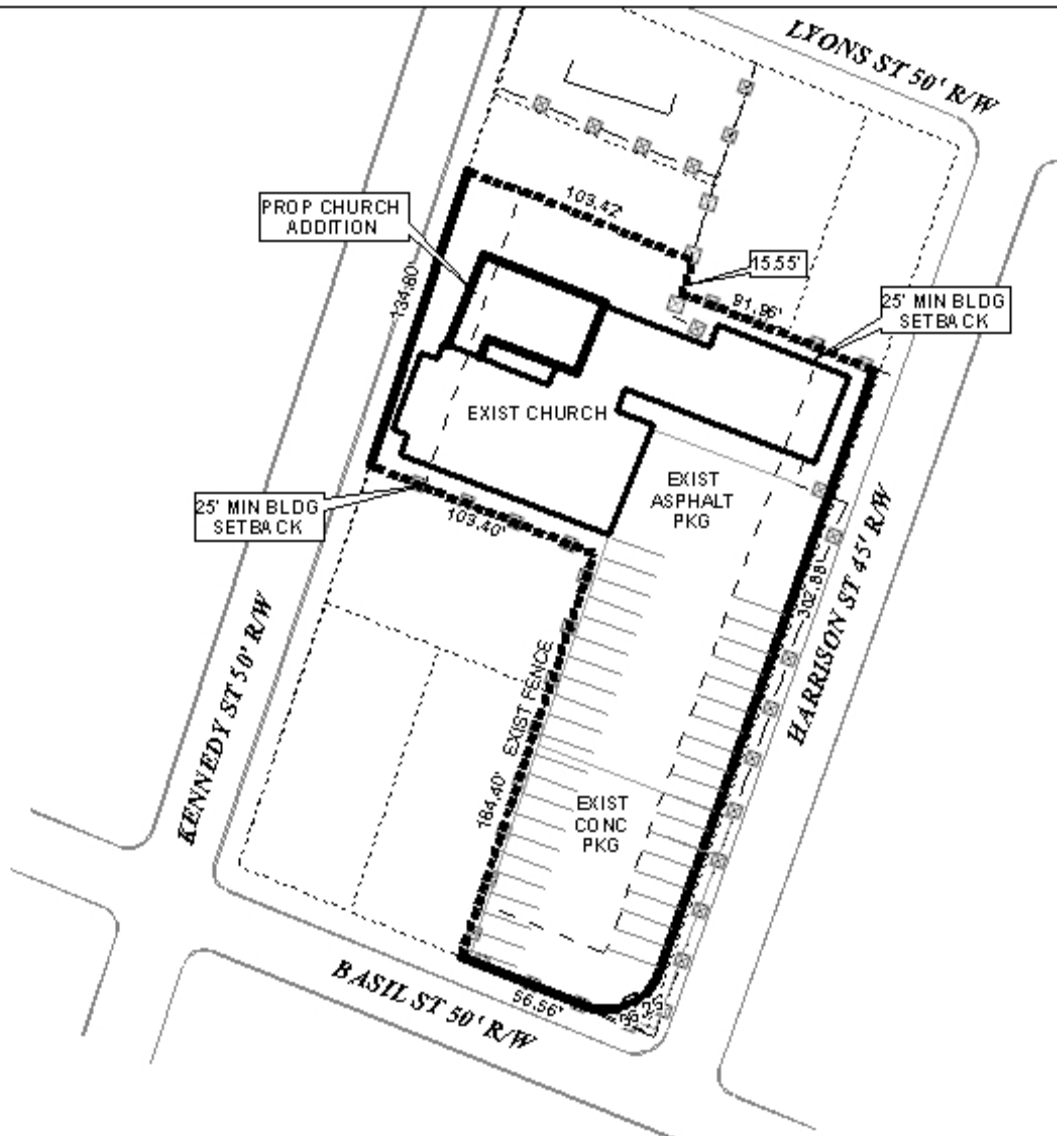 LYONS ST 50' R/W
PROP CHURCH
ADDITION
103.42'
15.55'
134.80'
91.96'
25' MIN BLDG
SETBACK
EXIST CHURCH
EXIST
ASPHALT
PKG
25' MIN BLDG
SETBACK
103.40'
302.88'
HARRISON ST 45' R/W
KENNEDY ST 50' R/W
EXIST FENCE
184.40'
EXIST
CONC
PKG
BASIL ST 50' R/W
56.56'